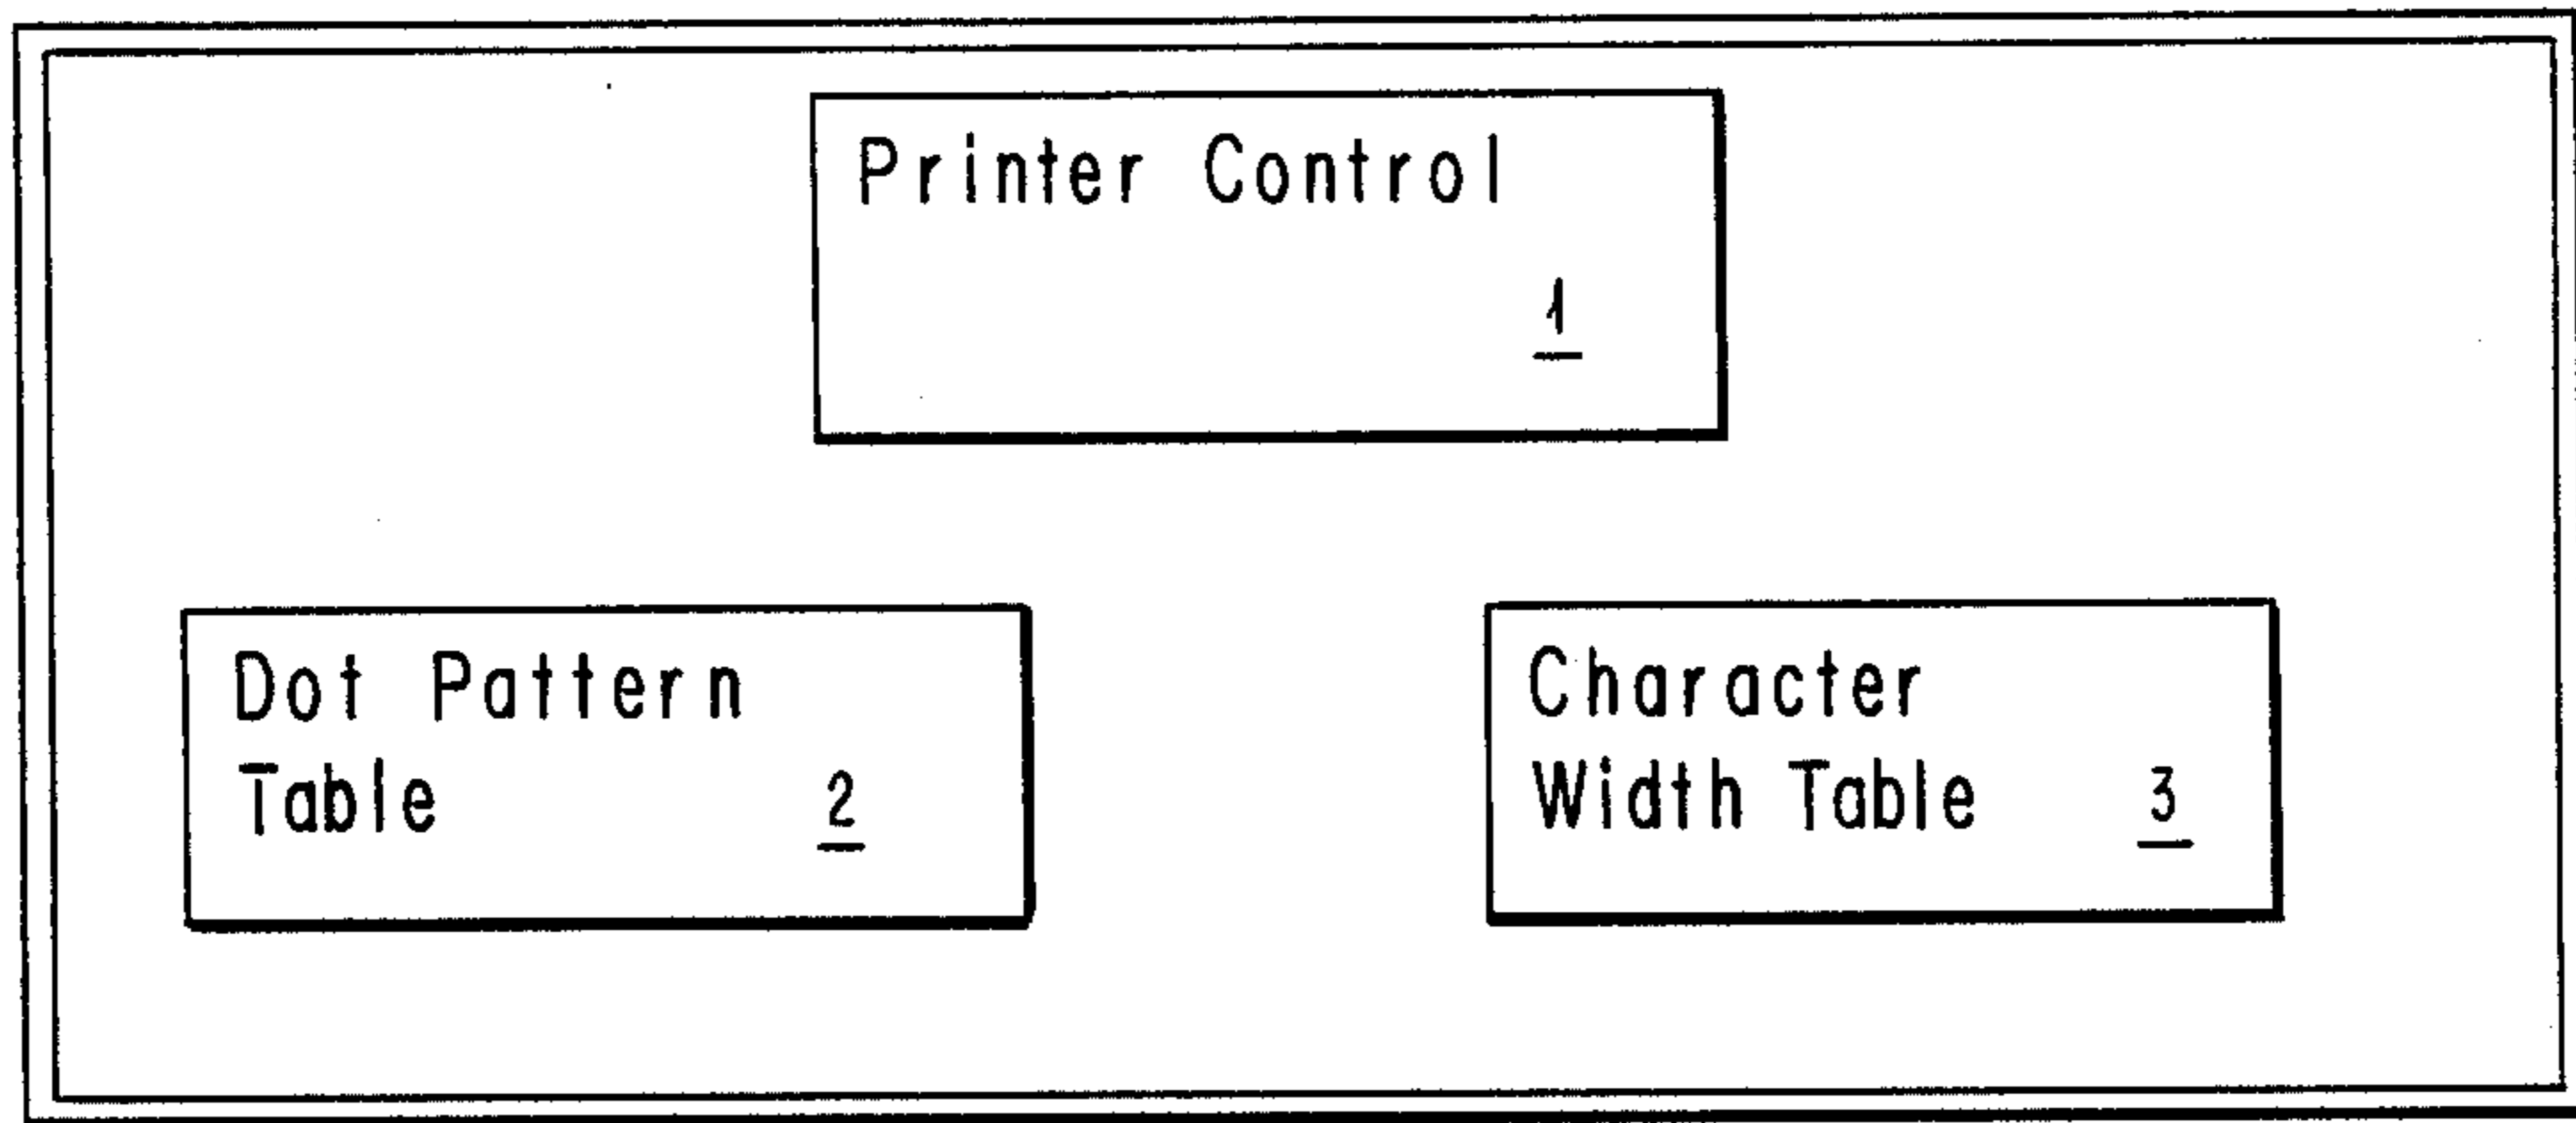 Printer Control
1
Dot Pattern
Table 2
Character
Width Table 3